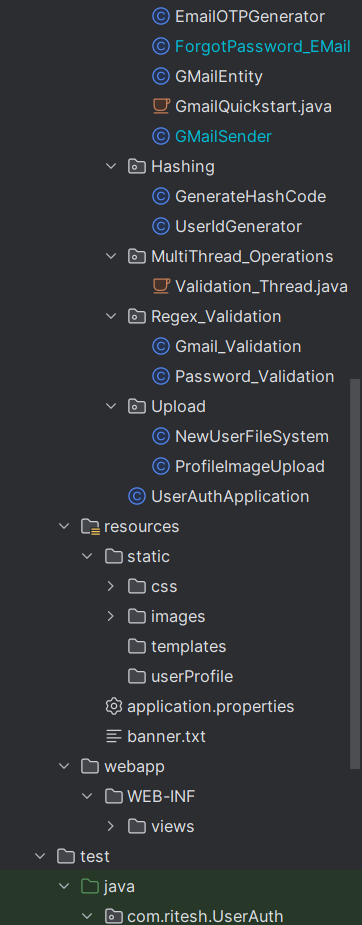 EmailOTPGenerator
ForgotPassword_EMail
GMailEntity
GmailQuickstart.java
GMailSender
Hashing
GenerateHashCode
UserIdGenerator
MultiThread_Operations
Validation_Thread.java
Regex_Validation
Gmail_Validation
Password_Validation
Upload
NewUserFileSystem
ProfileImageUpload
UserAuthApplication
resources
static
css
images
templates
userProfile
application.properties
banner.txt
webapp
WEB-INF
views
test
java
com.ritesh.UserAuth